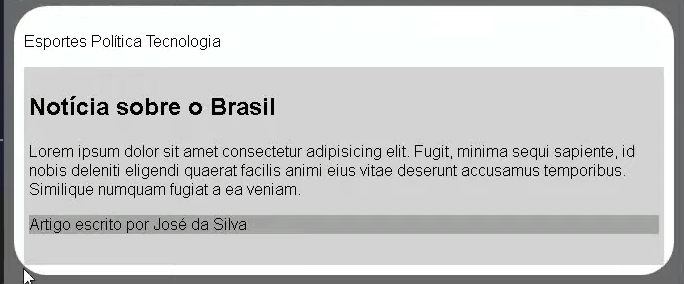 Esportes Política Tecnologia
Notícia sobre o Brasil
Lorem ipsum dolor sit amet consectetur adipisicing elit. Fugit, minima sequi sapiente, id
nobis deleniti eligendi quaerat facilis animi eius vitae deserunt accusamus temporibus.
Similique numquam fugiat a ea veniam.
Artigo escrito por José da Silva